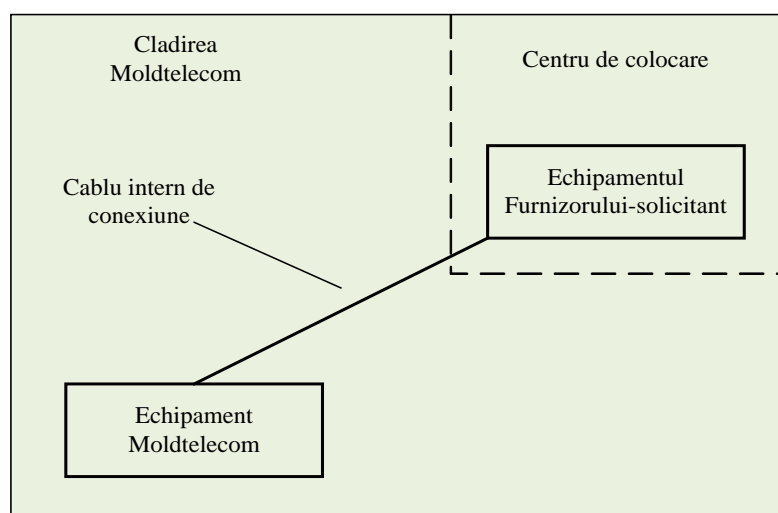 Cladirea
Moldtelecom
Centru de colocare
Echipamentul
Furnizorului-solicitant
Cablu intern de
conexiune
Echipament
Moldtelecom